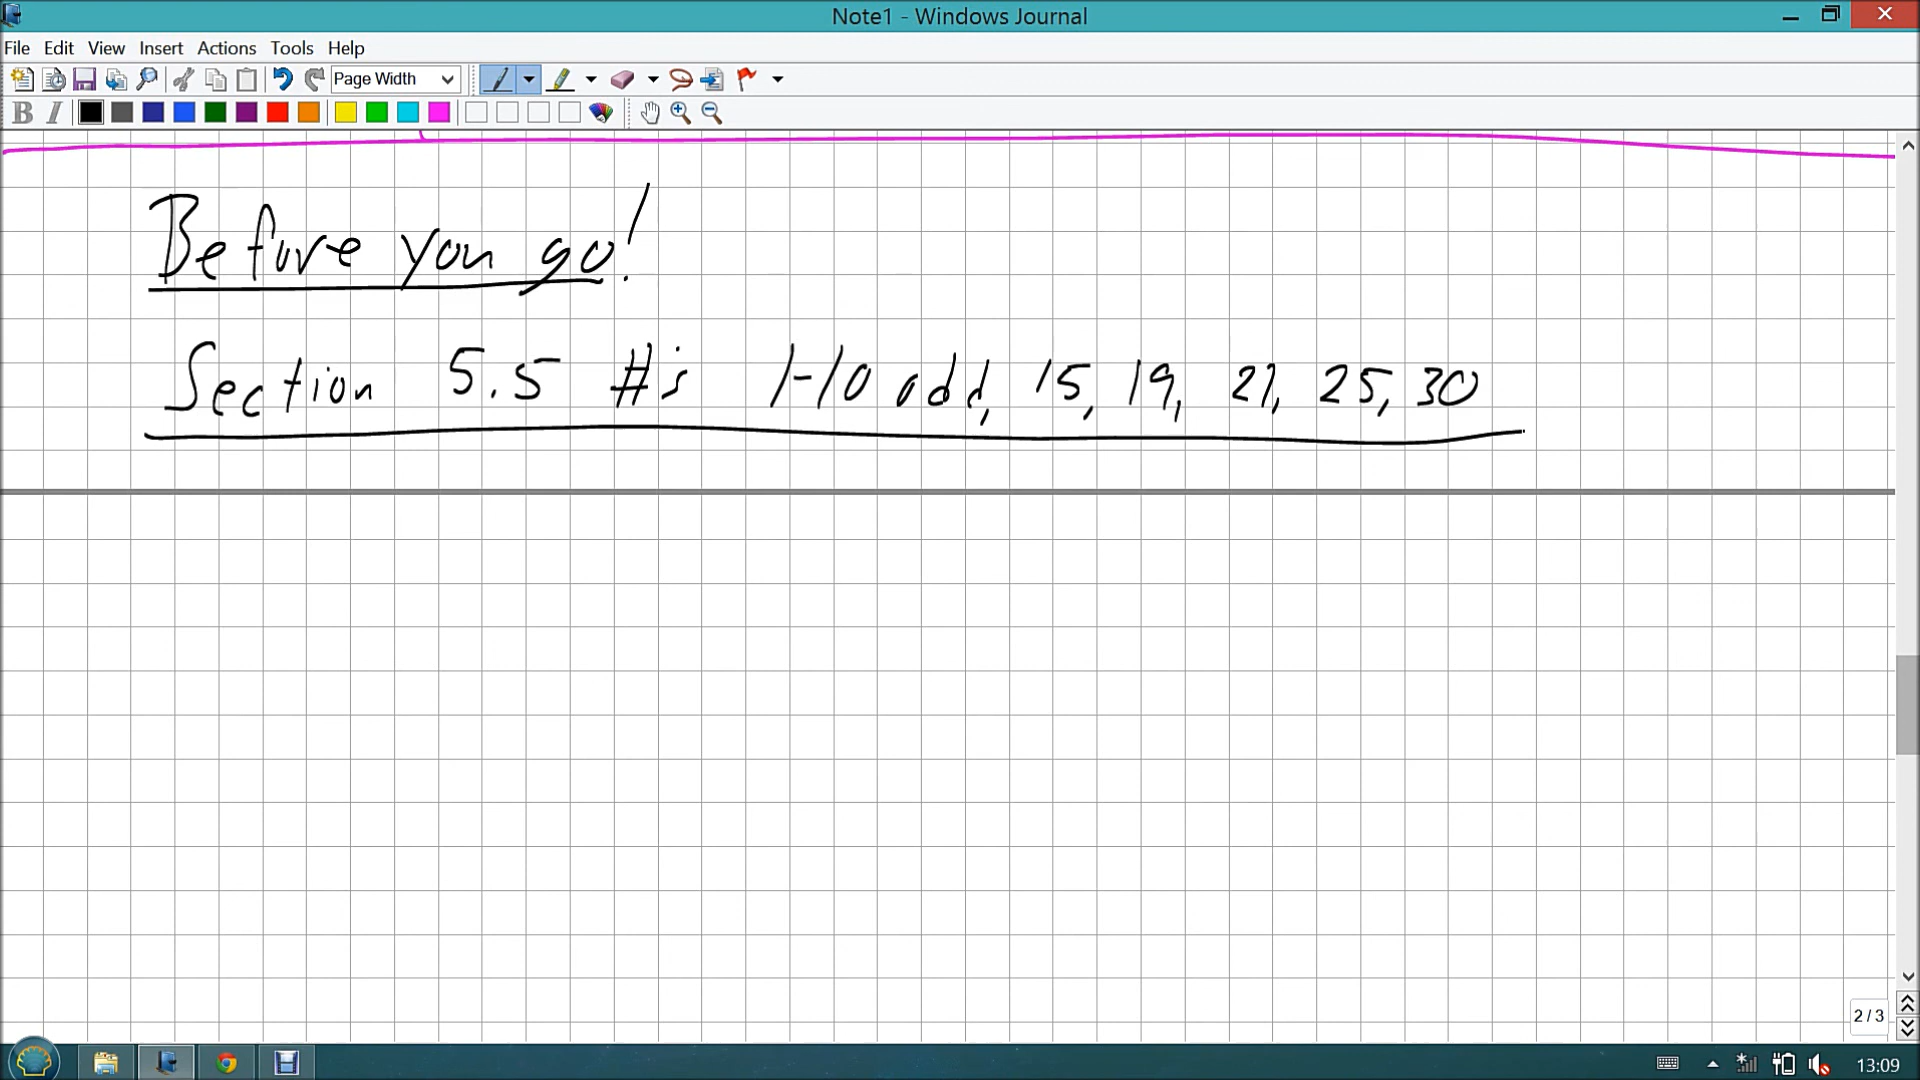 Note1 - Windows Journal
File Edit View Insert Actions Tools Help
Page Width
B I
Before you go!
Section 5.5 #s 1-10 odd, 15, 19, 21, 25, 30
2 / 3
13:09